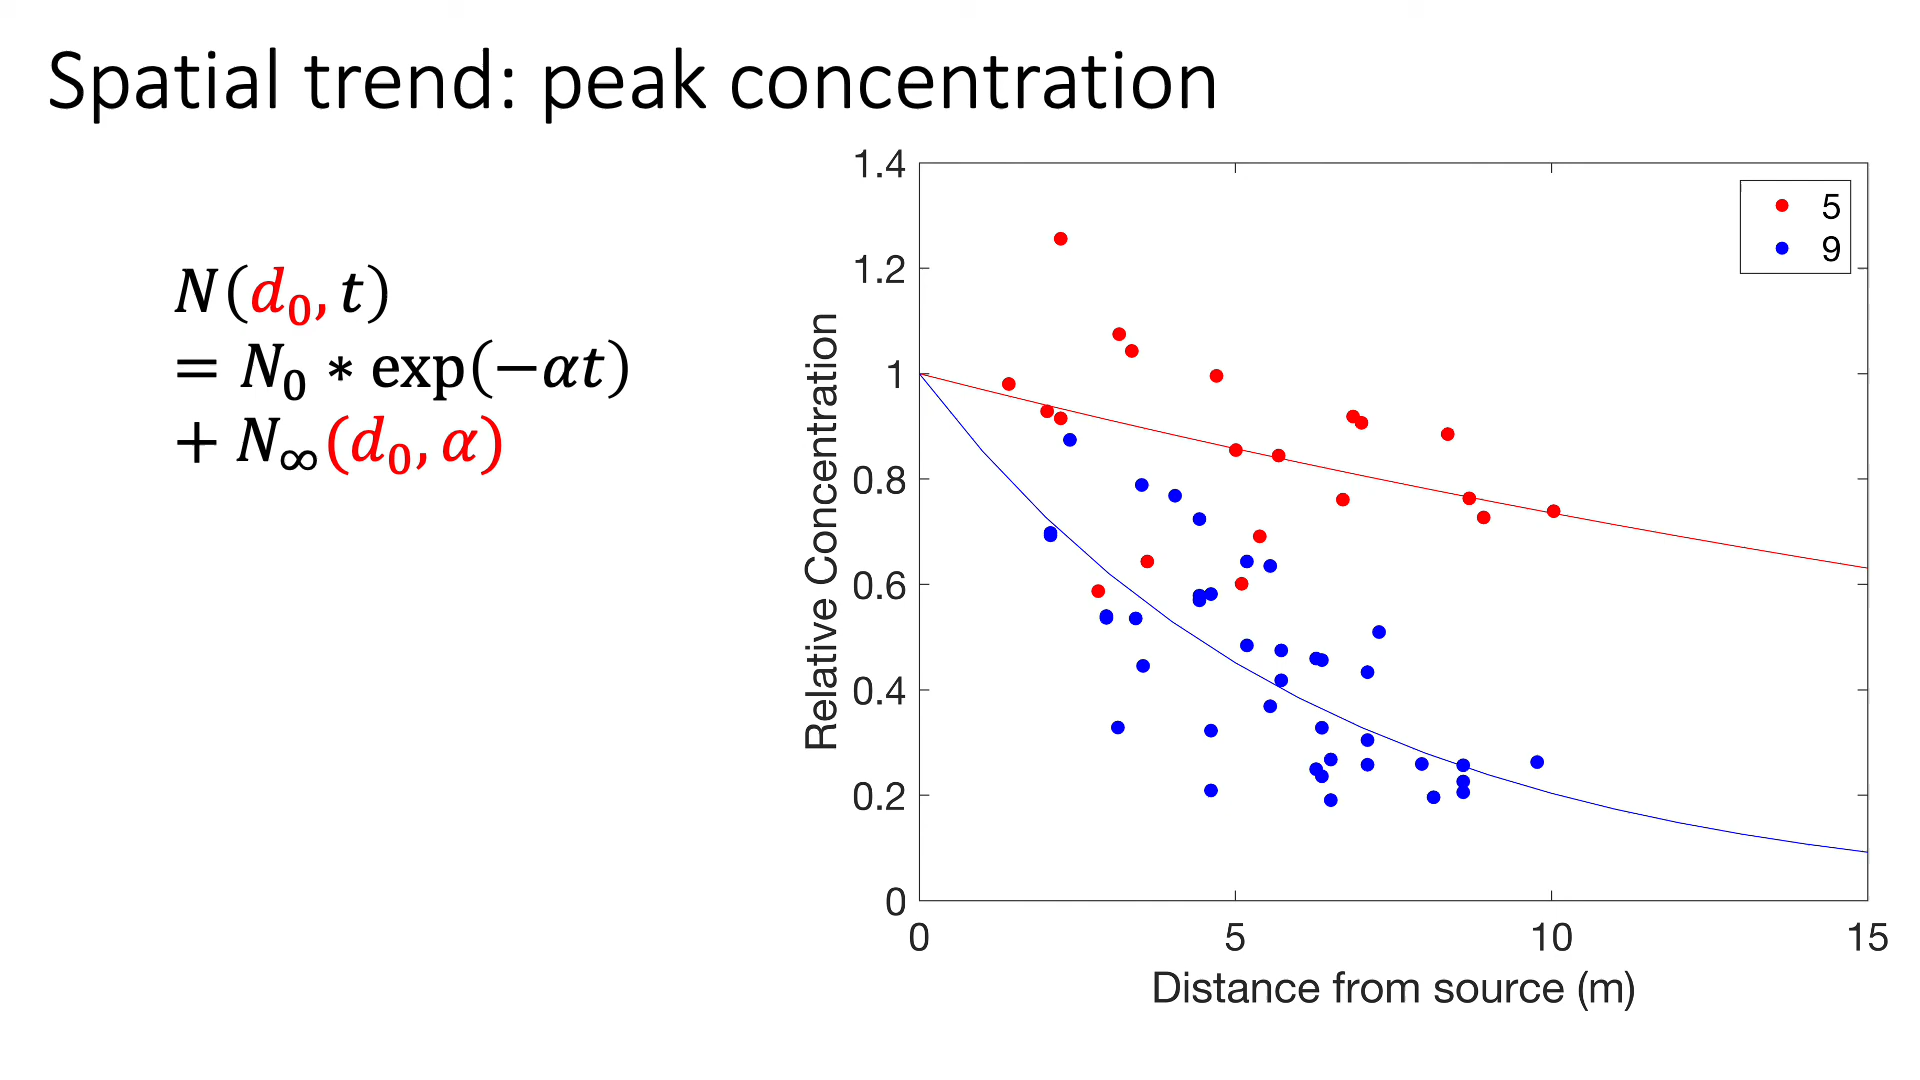 Spatial trend: peak concentration
N(d₀, t)
= N₀ * exp(−αt)
+ N∞(d₀, α)
1.4
1.2
1
0.8
0.6
0.4
0.2
0
Relative Concentration
5
9
0 5 10 15
Distance from source (m)